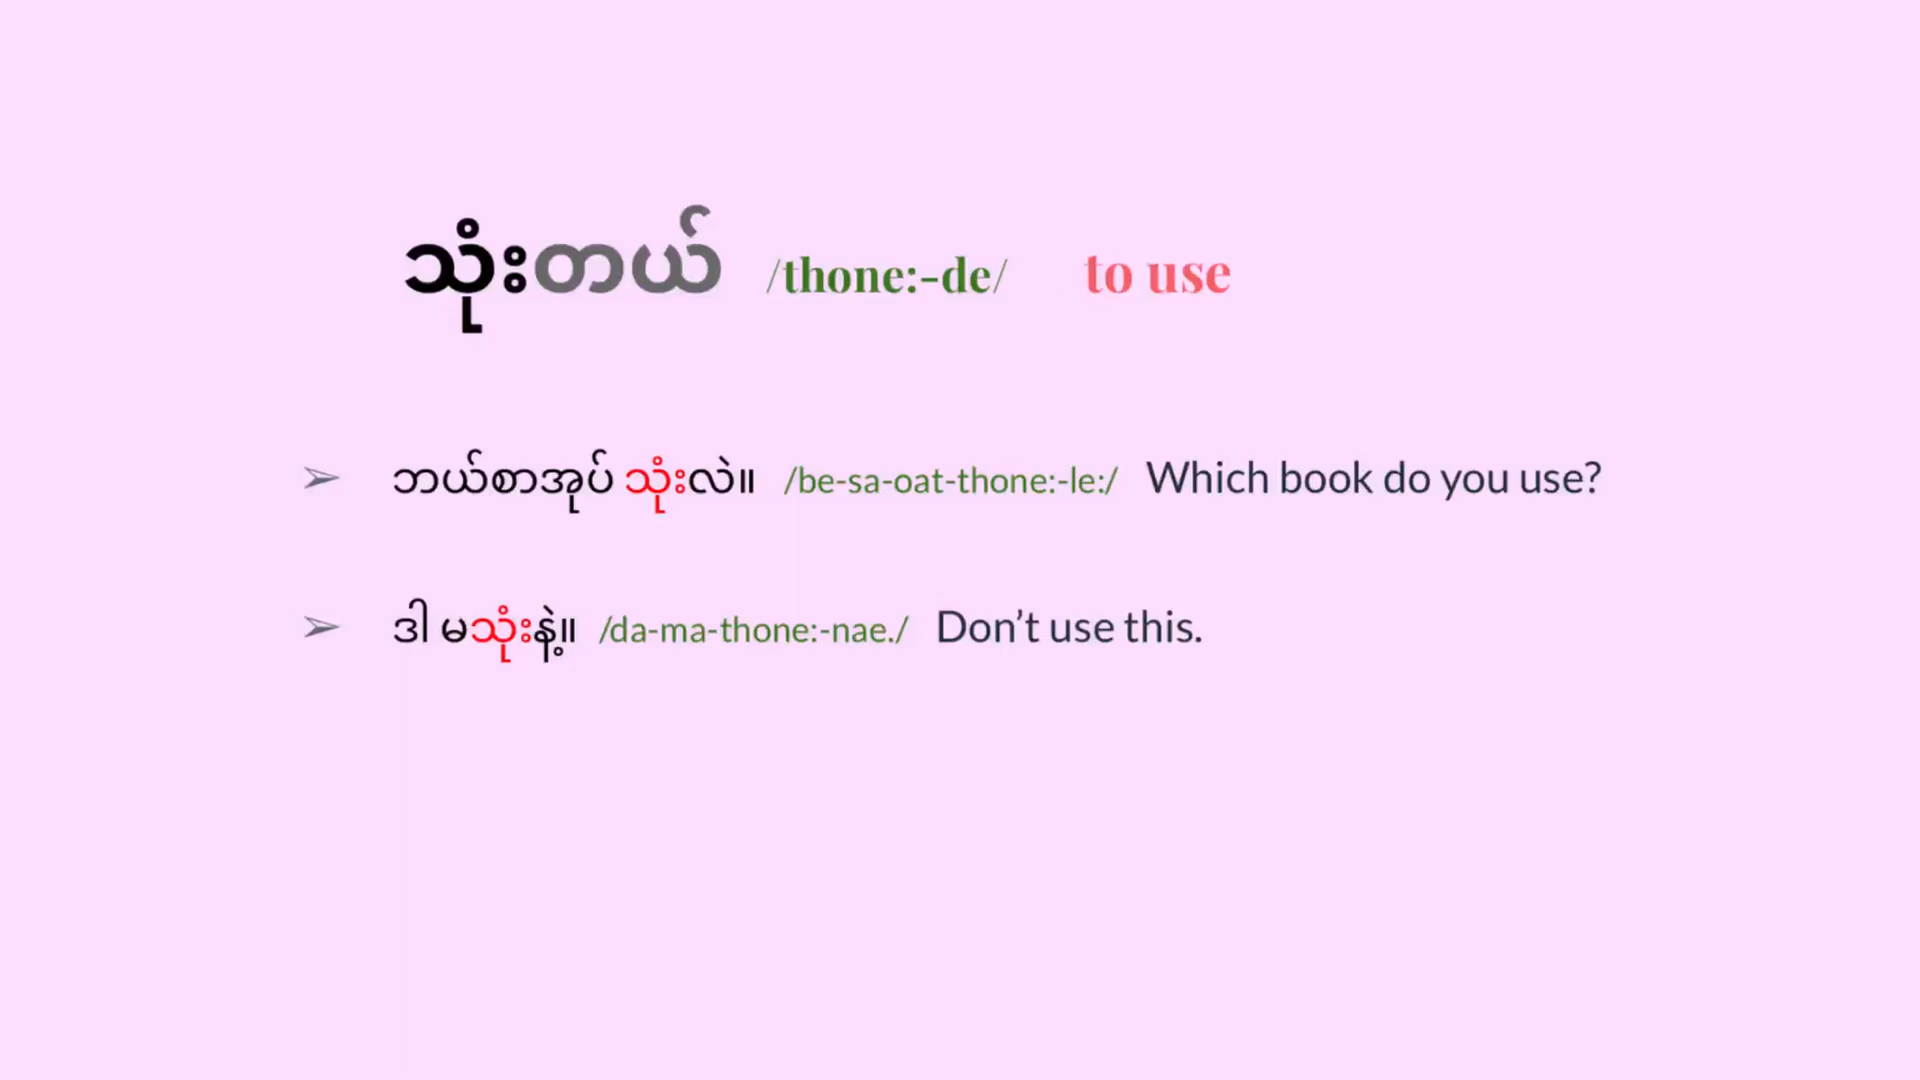 သုံးတယ် /thone:-de/ to use
➢ ဘယ်စာအုပ် သုံးလဲ။ /be-sa-oat-thone:-le:/ Which book do you use?
➢ ဒါ မသုံးနဲ့။ /da-ma-thone:-nae./ Don’t use this.